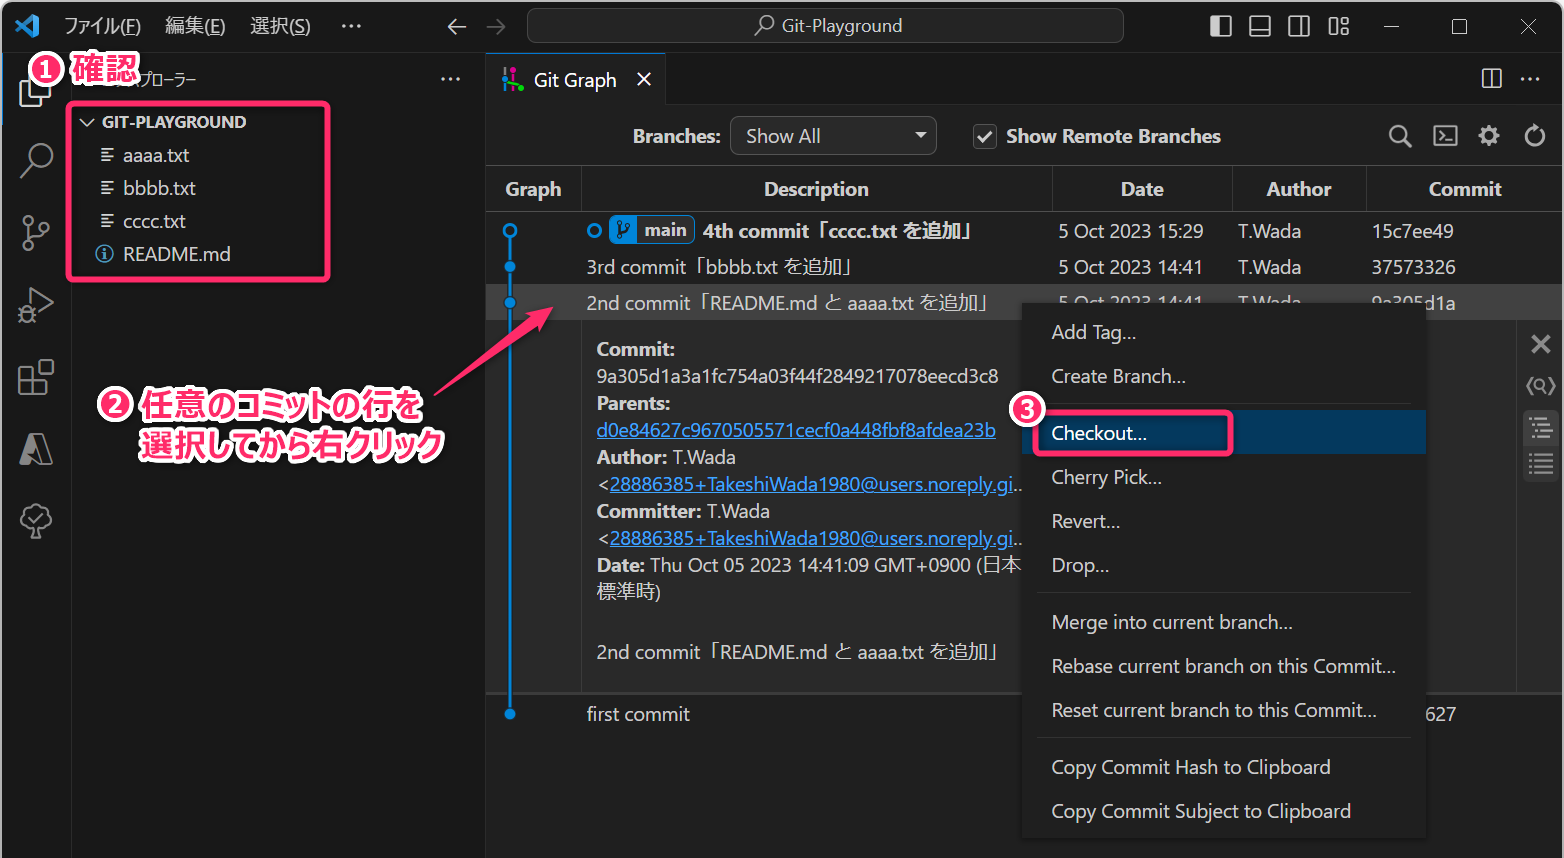 ファイル(F) 編集(E) 選択(S) … Git-Playground
❶ 確認
スプローラー …
GIT-PLAYGROUND
aaaa.txt
bbbb.txt
cccc.txt
README.md
❷ 任意のコミットの行を
選択してから右クリック
Git Graph
Branches: Show All Show Remote Branches
Graph Description Date Author Commit
main 4th commit「cccc.txt を追加」 5 Oct 2023 15:29 T.Wada 15c7ee49
3rd commit「bbbb.txt を追加」 5 Oct 2023 14:41 T.Wada 37573326
2nd commit「README.md と aaaa.txt を追加」 5 Oct 2023 14:41 T.Wada 9a305d1a
Commit:
9a305d1a3a1fc754a03f44f2849217078eecd3c8
Parents:
d0e84627c9670505571cecf0a448fbf8afdea23b
Author: T.Wada
<28886385+TakeshiWada1980@users.noreply.gi…
Committer: T.Wada
<28886385+TakeshiWada1980@users.noreply.gi…
Date: Thu Oct 05 2023 14:41:09 GMT+0900 (日本
標準時)
2nd commit「README.md と aaaa.txt を追加」
first commit 627
Add Tag...
Create Branch...
❸
Checkout...
Cherry Pick...
Revert...
Drop...
Merge into current branch...
Rebase current branch on this Commit...
Reset current branch to this Commit...
Copy Commit Hash to Clipboard
Copy Commit Subject to Clipboard